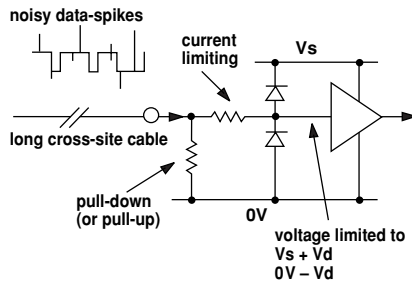 noisy data-spikes
current
limiting
Vs
long cross-site cable
pull-down
(or pull-up)
0V
voltage limited to
Vs + Vd
0V – Vd